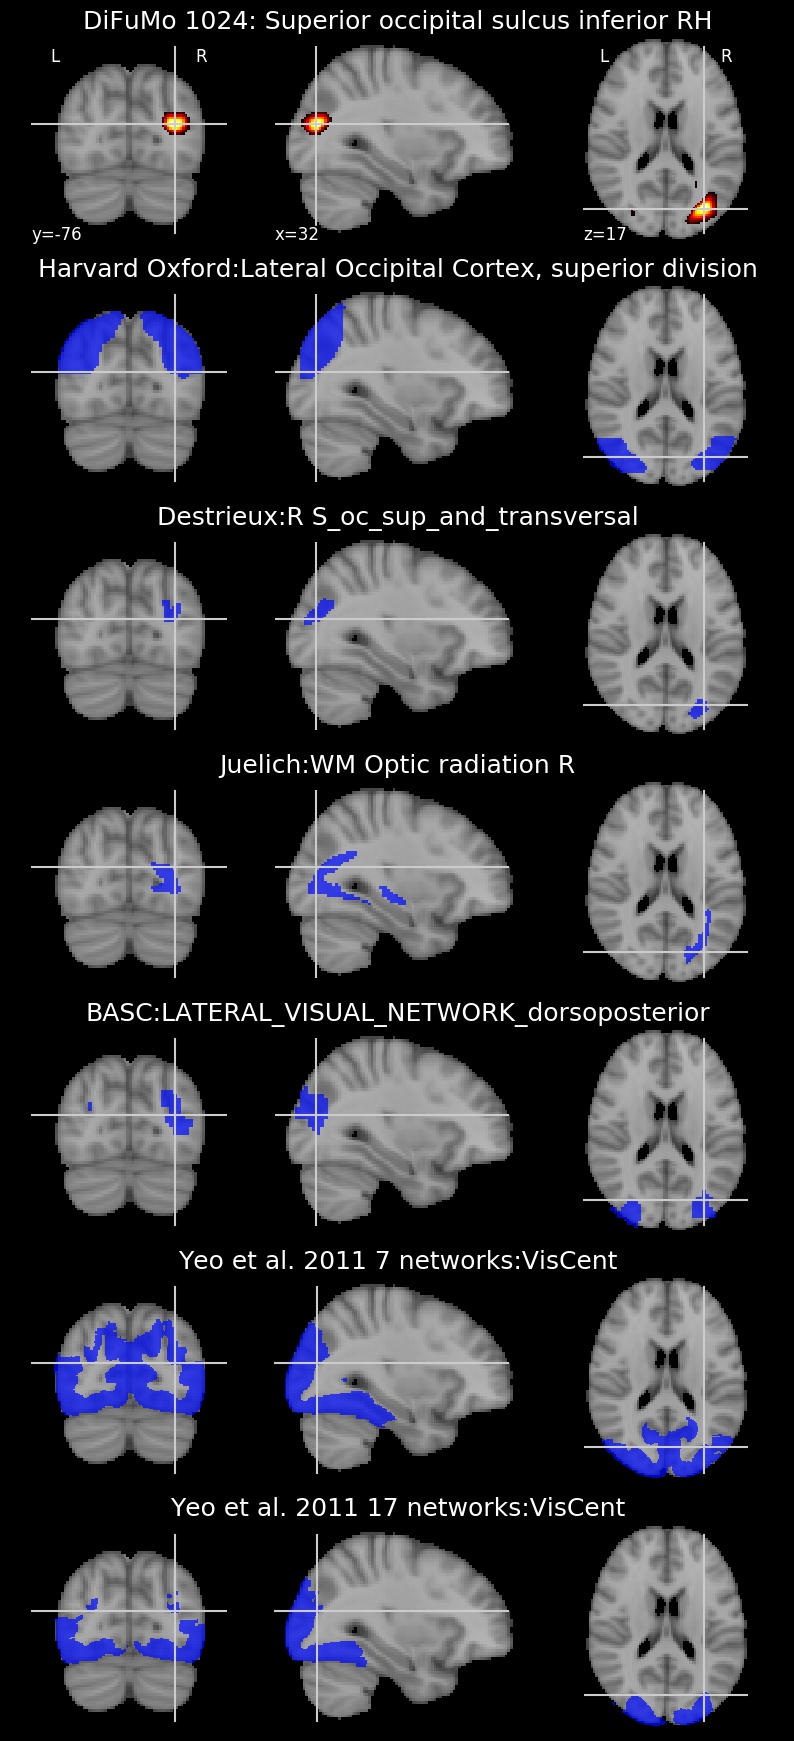 DiFuMo 1024: Superior occipital sulcus inferior RH
L R L R
y=-76 x=32 z=17
Harvard Oxford:Lateral Occipital Cortex, superior division
Destrieux:R S_oc_sup_and_transversal
Juelich:WM Optic radiation R
BASC:LATERAL_VISUAL_NETWORK_dorsoposterior
Yeo et al. 2011 7 networks:VisCent
Yeo et al. 2011 17 networks:VisCent